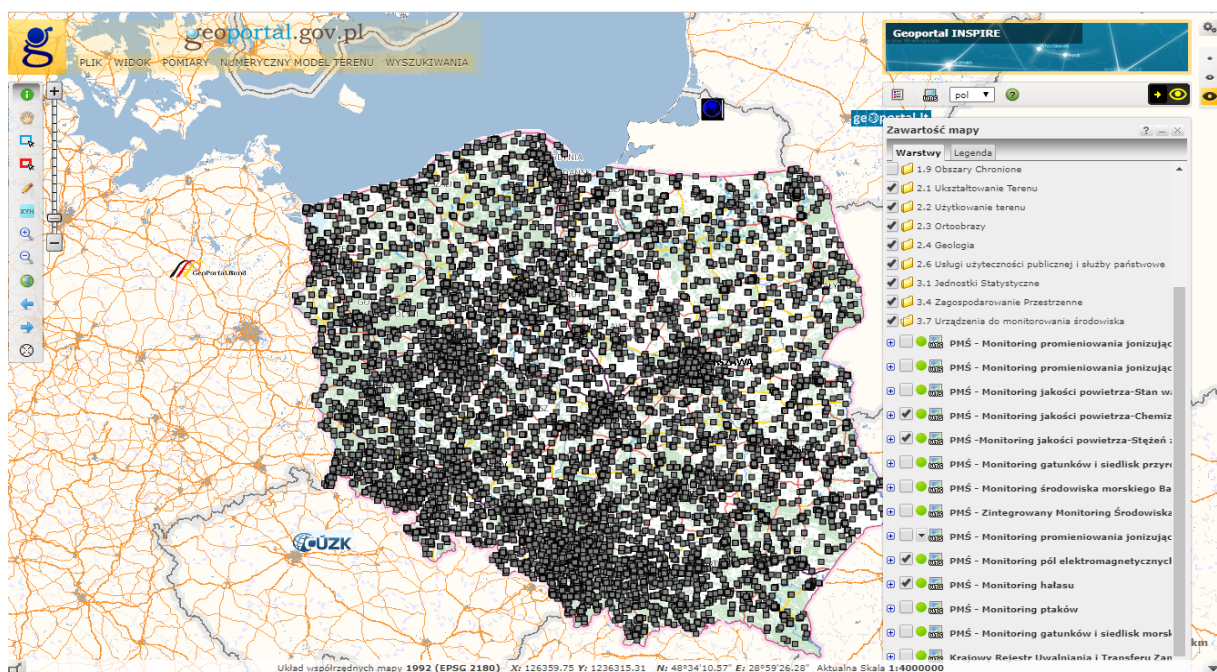 geoportal.gov.pl
PLIK WIDOK POMIARY NUMERYCZNY MODEL TERENU WYSZUKIWANIA
Geoportal INSPIRE
pol
geoportal.lt
XYH
GeoPortal.Bund
ČÚZK
Zawartość mapy
Warstwy Legenda
1.9 Obszary Chronione
2.1 Ukształtowanie Terenu
2.2 Użytkowanie terenu
2.3 Ortoobrazy
2.4 Geologia
2.6 Usługi użyteczności publicznej i służby państwowe
3.1 Jednostki Statystyczne
3.4 Zagospodarowanie Przestrzenne
3.7 Urządzenia do monitorowania środowiska
PMŚ - Monitoring promieniowania jonizując
PMŚ - Monitoring promieniowania jonizując
PMŚ - Monitoring jakości powietrza-Stan wa
PMŚ - Monitoring jakości powietrza-Chemiz
PMŚ -Monitoring jakości powietrza-Stężeń
PMŚ - Monitoring gatunków i siedlisk przyro
PMŚ - Monitoring środowiska morskiego Ba
PMŚ - Zintegrowany Monitoring Środowiska
PMŚ - Monitoring promieniowania jonizując
PMŚ - Monitoring pól elektromagnetycznych
PMŚ - Monitoring hałasu
PMŚ - Monitoring ptaków
PMŚ - Monitoring gatunków i siedlisk morsk
Krajowy Rejestr Uwalniania i Transferu Zan
km
Układ współrzędnych mapy 1992 (EPSG 2180) X: 126359.75 Y: 1236315.31 N: 48°34'10.57" E: 28°59'26.28" Aktualna Skala 1:4000000